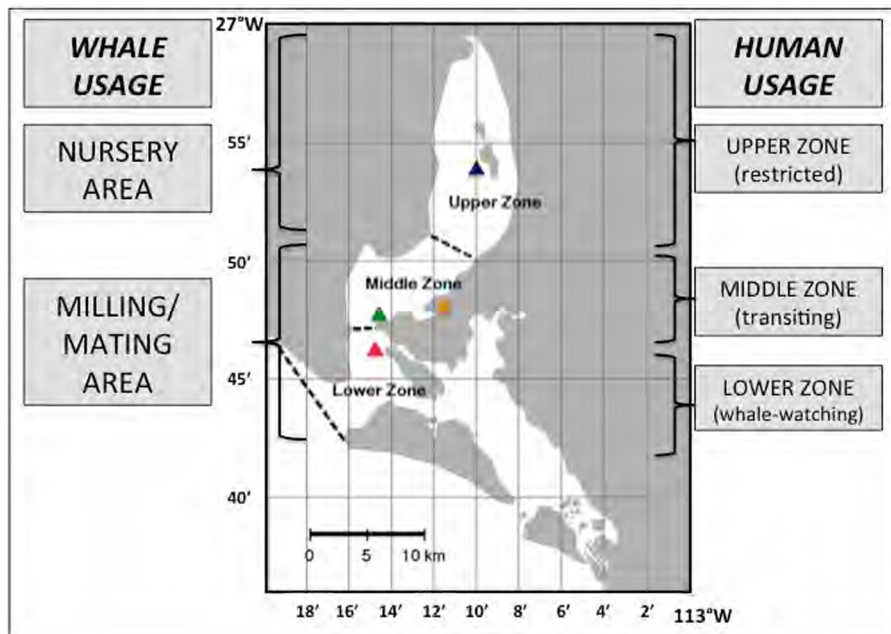 WHALE
USAGE
NURSERY
AREA
MILLING/
MATING
AREA
27°W
55’
50’
45’
40’
Upper Zone
Middle Zone
Lower Zone
0 5 10 km
18’ 16’ 14’ 12’ 10’ 8’ 6’ 4’ 2’ 113°W
HUMAN
USAGE
UPPER ZONE
(restricted)
MIDDLE ZONE
(transiting)
LOWER ZONE
(whale-watching)